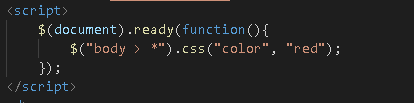 <script>
$(document).ready(function(){
$("body > *").css("color", "red");
});
</script>